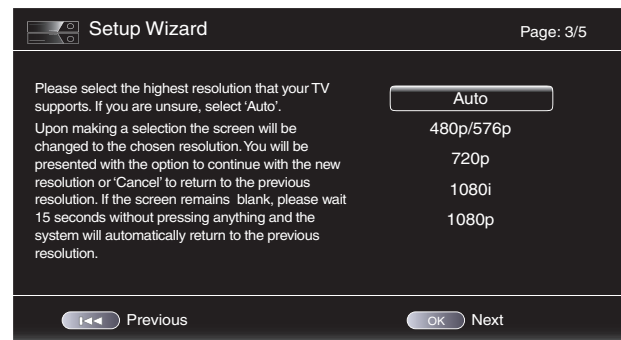 Setup Wizard
Page: 3/5
Please select the highest resolution that your TV
supports. If you are unsure, select 'Auto'.
Upon making a selection the screen will be
changed to the chosen resolution. You will be
presented with the option to continue with the new
resolution or 'Cancel' to return to the previous
resolution. If the screen remains blank, please wait
15 seconds without pressing anything and the
system will automatically return to the previous
resolution.
Auto
480p/576p
720p
1080i
1080p
Previous
OK Next